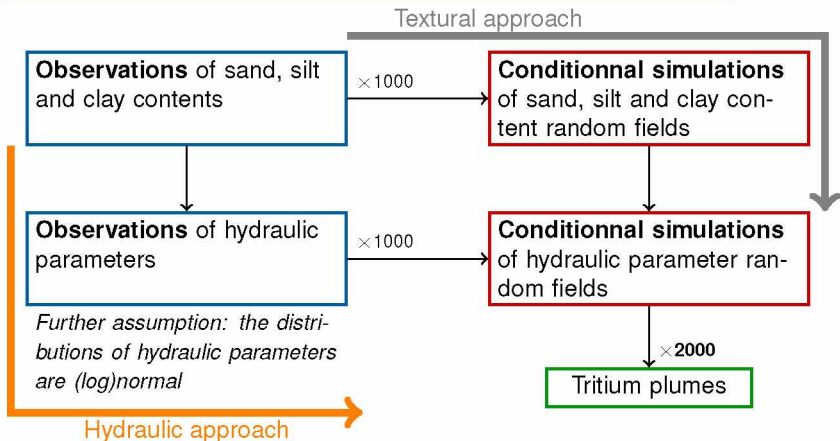 Textural approach
Observations of sand, silt
and clay contents
×1000
Conditionnal simulations
of sand, silt and clay con-
tent random fields
Observations of hydraulic
parameters
×1000
Conditionnal simulations
of hydraulic parameter ran-
dom fields
Further assumption: the distri-
butions of hydraulic parameters
are (log)normal
×2000
Tritium plumes
Hydraulic approach